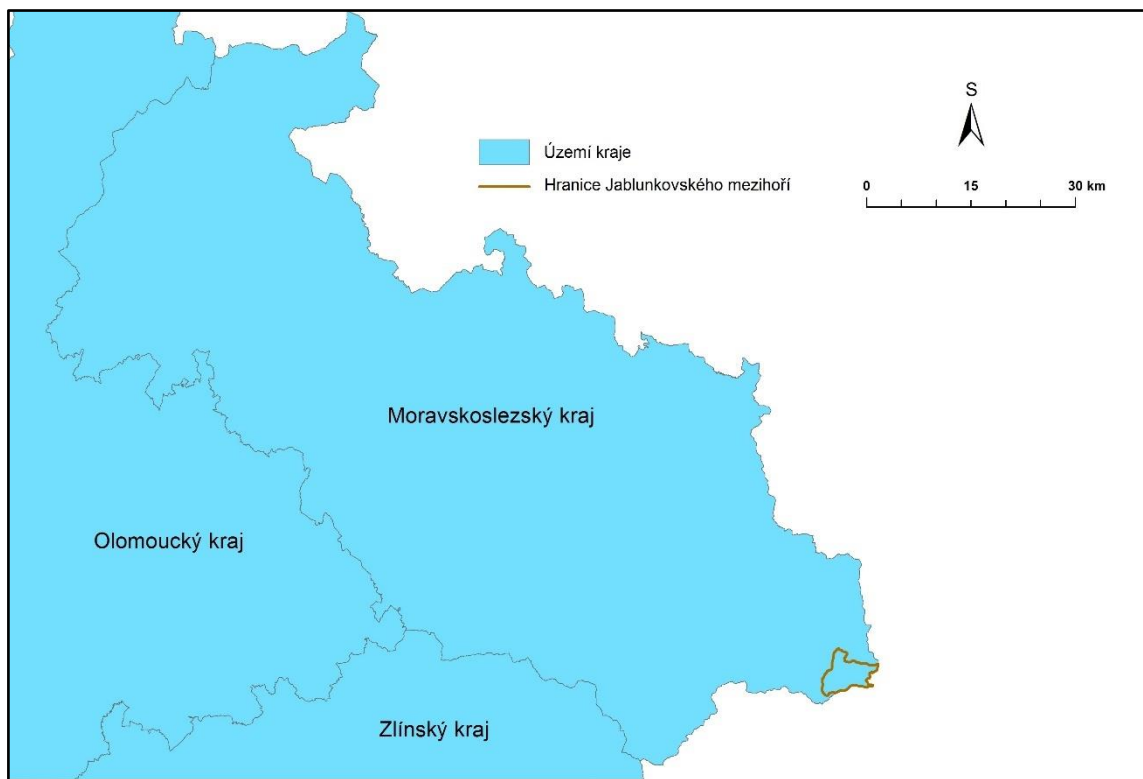 S
Území kraje
Hranice Jablunkovského mezihoří
0 15 30 km
Moravskoslezský kraj
Olomoucký kraj
Zlínský kraj